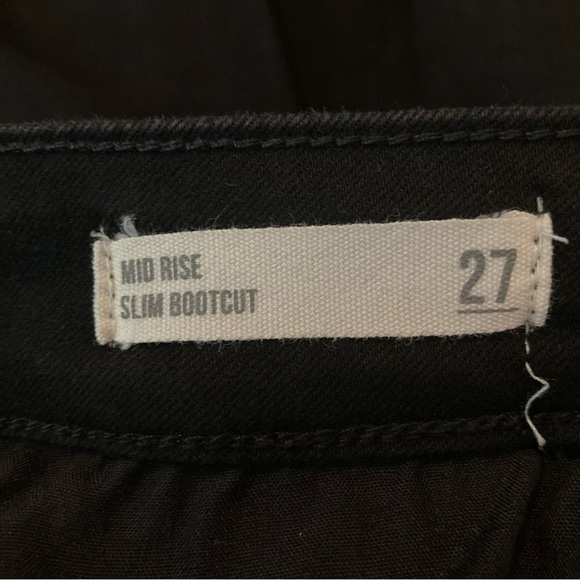 MID RISE
SLIM BOOTCUT
27